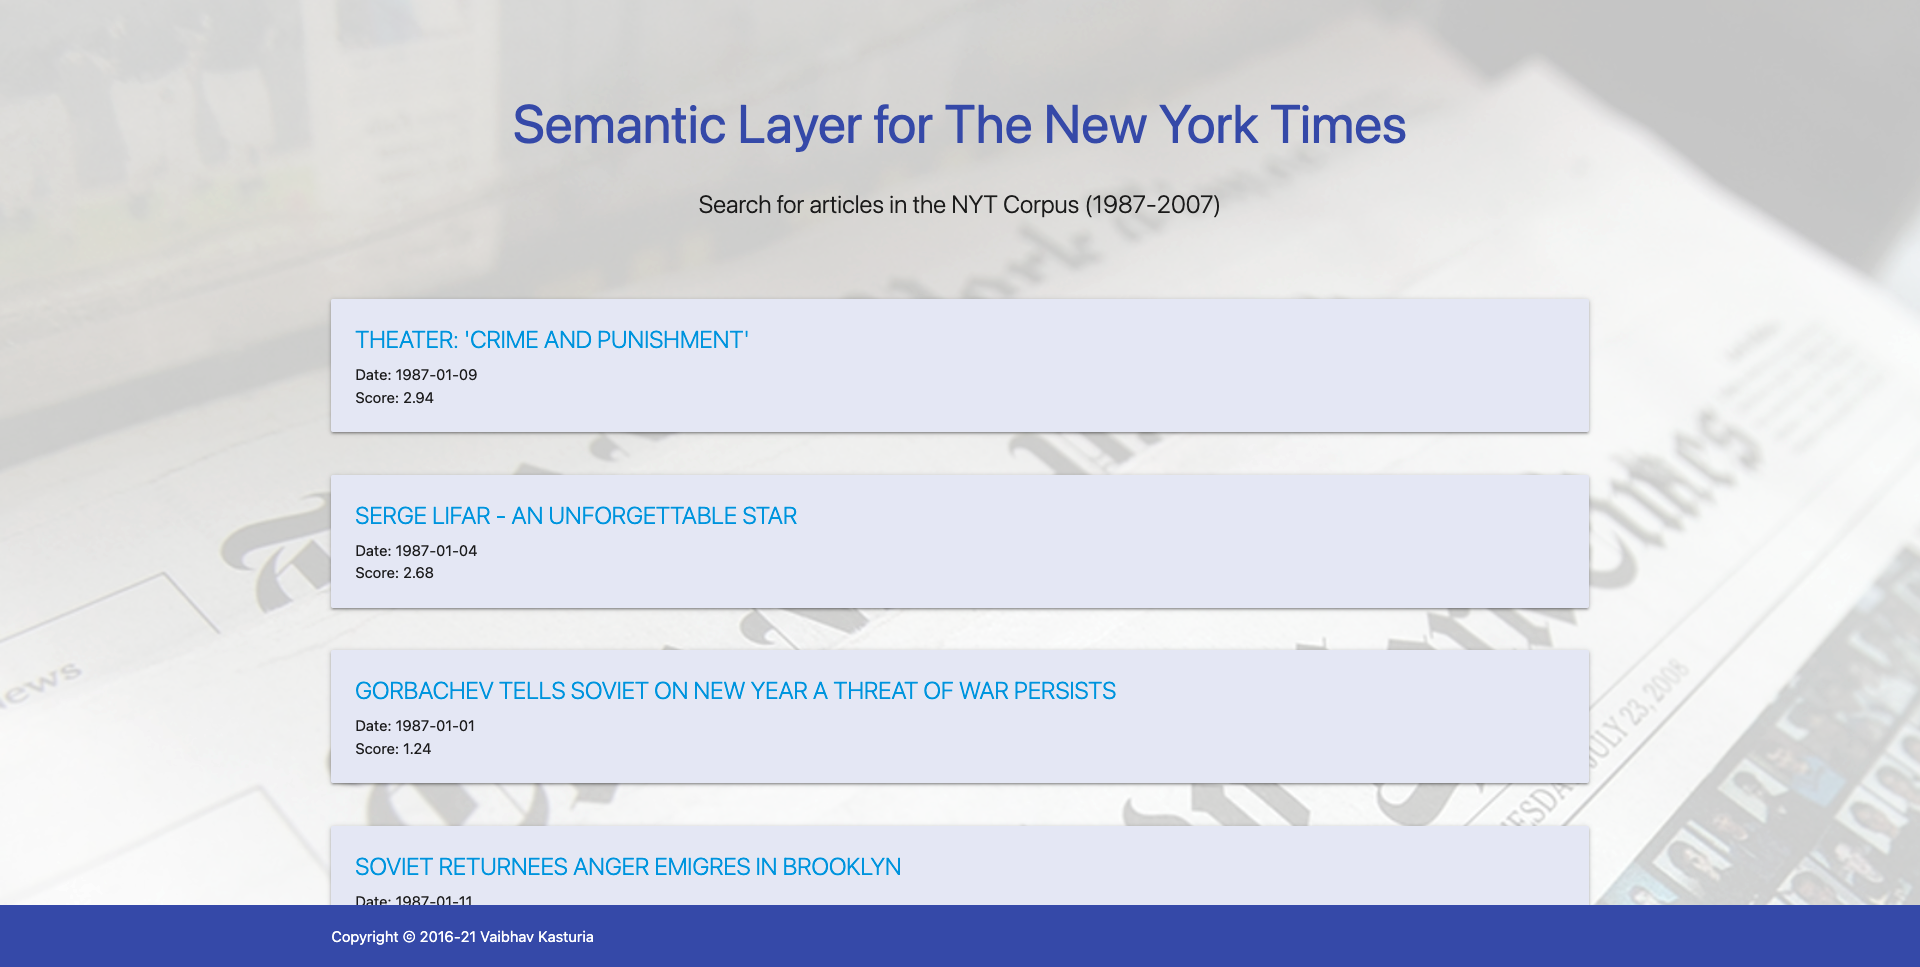 Semantic Layer for The New York Times
Search for articles in the NYT Corpus (1987-2007)
THEATER: 'CRIME AND PUNISHMENT'
Date: 1987-01-09
Score: 2.94
SERGE LIFAR - AN UNFORGETTABLE STAR
Date: 1987-01-04
Score: 2.68
GORBACHEV TELLS SOVIET ON NEW YEAR A THREAT OF WAR PERSISTS
Date: 1987-01-01
Score: 1.24
SOVIET RETURNEES ANGER EMIGRES IN BROOKLYN
Date: 1987-01-11
Copyright © 2016-21 Vaibhav Kasturia